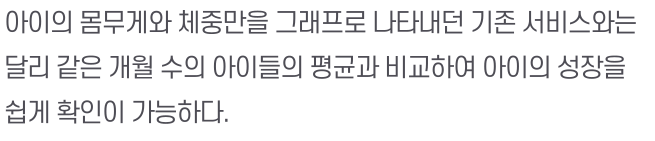 아이의 몸무게와 체중만을 그래프로 나타내던 기존 서비스와는
달리 같은 개월 수의 아이들의 평균과 비교하여 아이의 성장을
쉽게 확인이 가능하다.